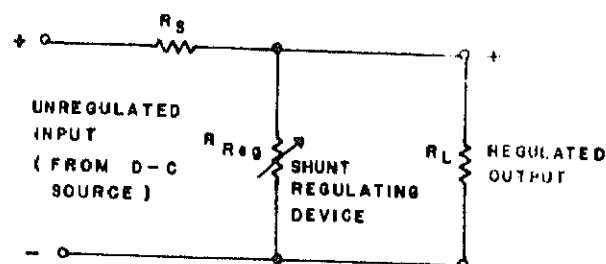 R S
+
+
UNREGULATED
INPUT
( FROM D-C
SOURCE )
R Reg
SHUNT
REGULATING
DEVICE
R L
REGULATED
OUTPUT
-